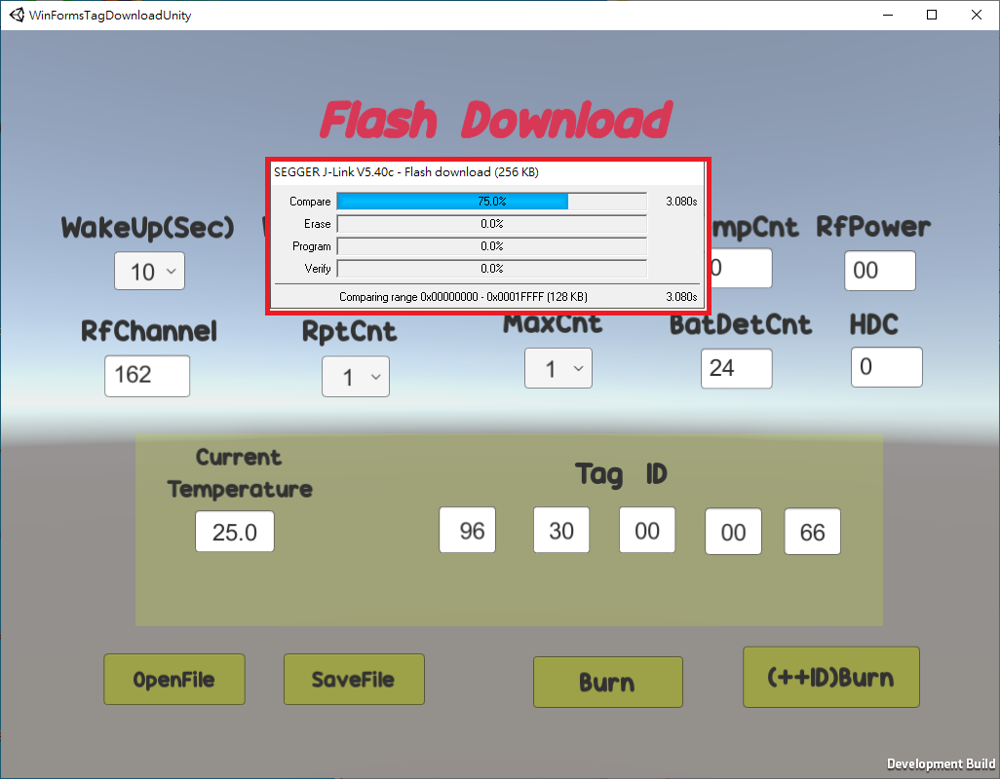 WinFormsTagDownloadUnity
Flash Download
SEGGER J-Link V5.40c - Flash download (256 KB)
Compare 75.0% 3.080s
Erase 0.0%
Program 0.0%
Verify 0.0%
Comparing range 0x00000000 - 0x0001FFFF (128 KB) 3.080s
WakeUp(Sec) mpCnt RfPower
10 0 00
RfChannel RptCnt MaxCnt BatDetCnt HDC
162 1 1 24 0
Current
Temperature
25.0
Tag ID
96 30 00 00 66
OpenFile SaveFile Burn (++ID)Burn
Development Build